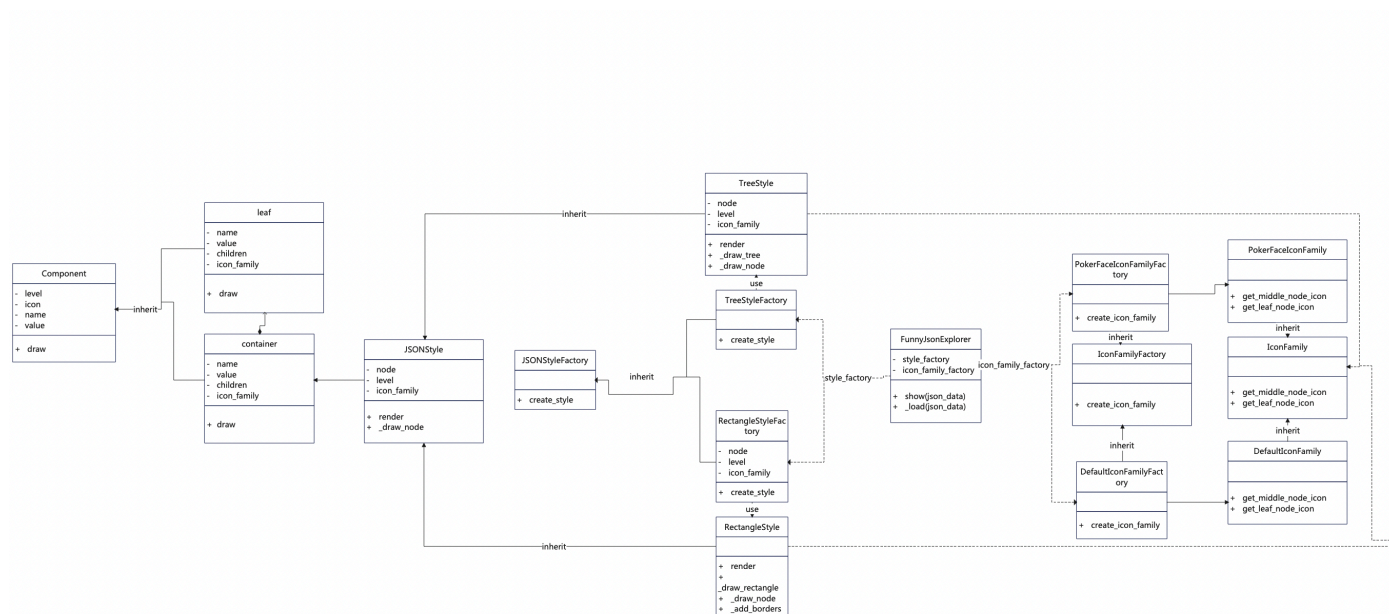 Component
- level
- icon
- name
- value
+ draw
inherit
leaf
- name
- value
- children
- icon_family
+ draw
container
- name
- value
- children
- icon_family
+ draw
inherit
JSONStyle
- node
- level
- icon_family
+ render
+ _draw_node
inherit
JSONStyleFactory
+ create_style
inherit
TreeStyle
- node
- level
- icon_family
+ render
+ _draw_tree
+ _draw_node
use
TreeStyleFactory
+ create_style
RectangleStyleFac
tory
- node
- level
- icon_family
+ create_style
use
RectangleStyle
+ render
+
_draw_rectangle
+ _draw_node
+ _add_borders
style_factory
FunnyJsonExplorer
- style_factory
- icon_family_factory
+ show(json_data)
+ _load(json_data)
icon_family_factory
PokerFaceIconFamilyFac
tory
+ create_icon_family
inherit
IconFamilyFactory
+ create_icon_family
inherit
DefaultIconFamilyFact
ory
+ create_icon_family
PokerFaceIconFamily
+ get_middle_node_icon
+ get_leaf_node_icon
inherit
IconFamily
+ get_middle_node_icon
+ get_leaf_node_icon
inherit
DefaultIconFamily
+ get_middle_node_icon
+ get_leaf_node_icon